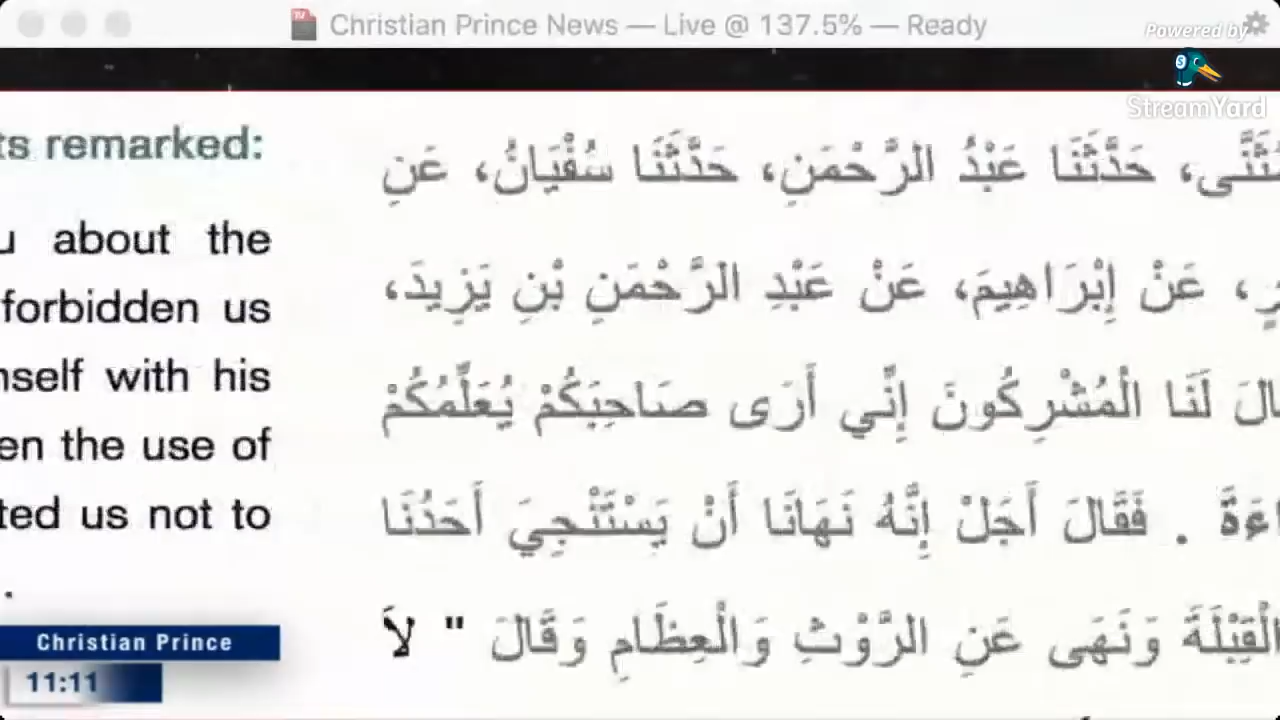 Christian Prince News — Live @ 137.5% — Ready
Powered by
StreamYard
ts remarked:
u about the
forbidden us
nself with his
en the use of
ted us not to
.
ثَنَّى، حَدَّثَنَا عَبْدُ الرَّحْمَنِ، حَدَّثَنَا سُفْيَانُ، عَنِ
رٍ، عَنْ إِبْرَاهِيمَ، عَنْ عَبْدِ الرَّحْمَنِ بْنِ يَزِيدَ،
الَ لَنَا الْمُشْرِكُونَ إِنِّي أَرَى صَاحِبَكُمْ يُعَلِّمُكُمْ
اءَةَ . فَقَالَ أَجَلْ إِنَّهُ نَهَانَا أَنْ يَسْتَنْجِيَ أَحَدُنَا
الْقِبْلَةَ وَنَهَى عَنِ الرَّوْثِ وَالْعِظَامِ وَقَالَ " لاَ
Christian Prince
11:11